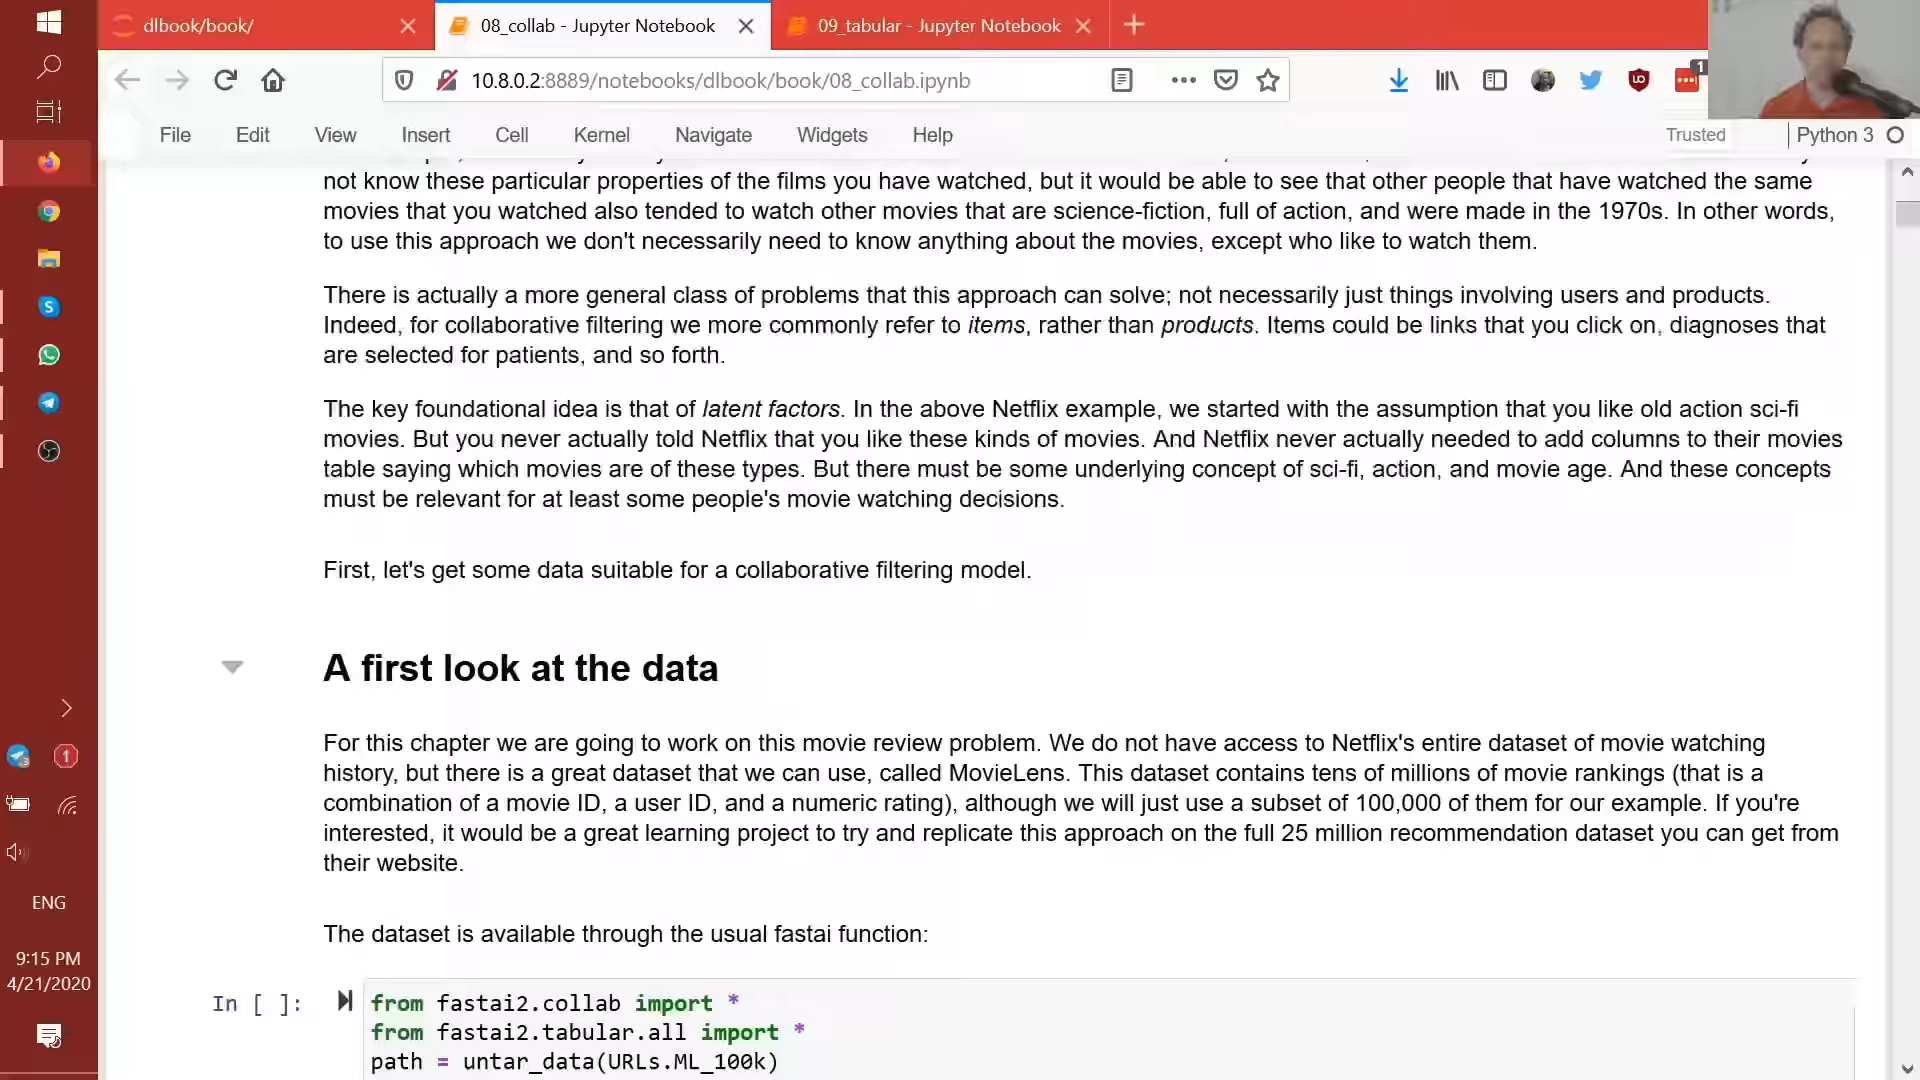 dlbook/book/
08_collab - Jupyter Notebook
09_tabular - Jupyter Notebook
10.8.0.2:8889/notebooks/dlbook/book/08_collab.ipynb
1
File Edit View Insert Cell Kernel Navigate Widgets Help
Trusted
Python 3
not know these particular properties of the films you have watched, but it would be able to see that other people that have watched the same
movies that you watched also tended to watch other movies that are science-fiction, full of action, and were made in the 1970s. In other words,
to use this approach we don't necessarily need to know anything about the movies, except who like to watch them.
There is actually a more general class of problems that this approach can solve; not necessarily just things involving users and products.
Indeed, for collaborative filtering we more commonly refer to items, rather than products. Items could be links that you click on, diagnoses that
are selected for patients, and so forth.
The key foundational idea is that of latent factors. In the above Netflix example, we started with the assumption that you like old action sci-fi
movies. But you never actually told Netflix that you like these kinds of movies. And Netflix never actually needed to add columns to their movies
table saying which movies are of these types. But there must be some underlying concept of sci-fi, action, and movie age. And these concepts
must be relevant for at least some people's movie watching decisions.
First, let's get some data suitable for a collaborative filtering model.
A first look at the data
For this chapter we are going to work on this movie review problem. We do not have access to Netflix's entire dataset of movie watching
history, but there is a great dataset that we can use, called MovieLens. This dataset contains tens of millions of movie rankings (that is a
combination of a movie ID, a user ID, and a numeric rating), although we will just use a subset of 100,000 of them for our example. If you're
interested, it would be a great learning project to try and replicate this approach on the full 25 million recommendation dataset you can get from
their website.
The dataset is available through the usual fastai function:
In [ ]:
from fastai2.collab import *
from fastai2.tabular.all import *
path = untar_data(URLs.ML_100k)
1
ENG
9:15 PM
4/21/2020